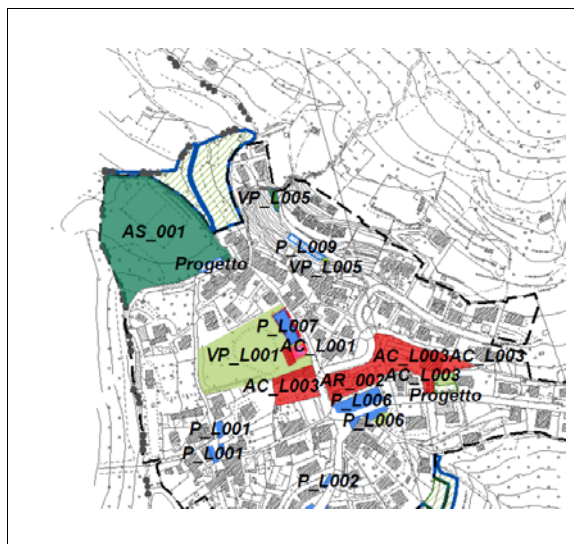 VP_L005
AS_001
P_L009
Progetto
VP_L005
P_L007
AC_L001
VP_L001
AC_L003
AC_L003
AC_L003
AR_002
AC_L003
Progetto
P_L006
P_L006
P_L001
P_L001
P_L002